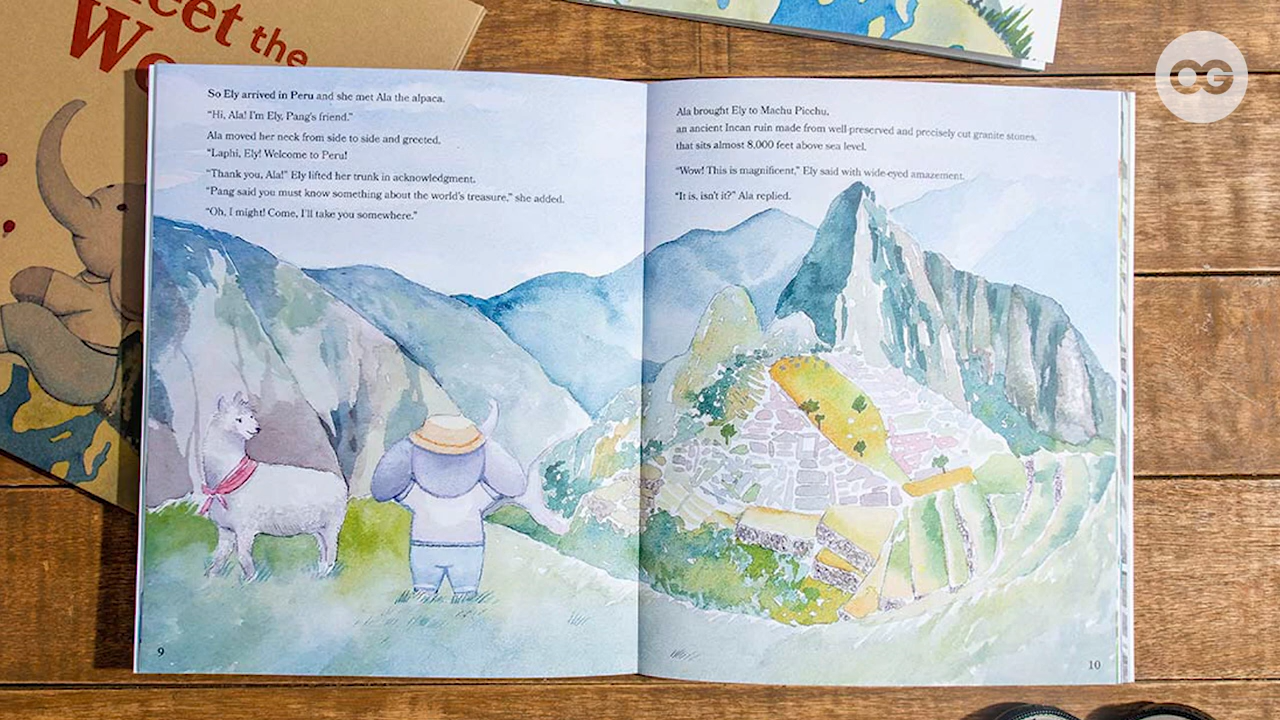 eet the
Wo
So Ely arrived in Peru and she met Ala the alpaca.
“Hi, Ala! I'm Ely, Pang's friend.”
Ala moved her neck from side to side and greeted,
“Laphi, Ely! Welcome to Peru!
“Thank you, Ala!” Ely lifted her trunk in acknowledgment.
“Pang said you must know something about the world's treasure,” she added.
“Oh, I might! Come, I'll take you somewhere.”
9
Ala brought Ely to Machu Picchu,
an ancient Incan ruin made from well-preserved and precisely cut granite stones,
that sits almost 8,000 feet above sea level.
“Wow! This is magnificent,” Ely said with wide-eyed amazement.
“It is, isn't it?” Ala replied.
10
OG